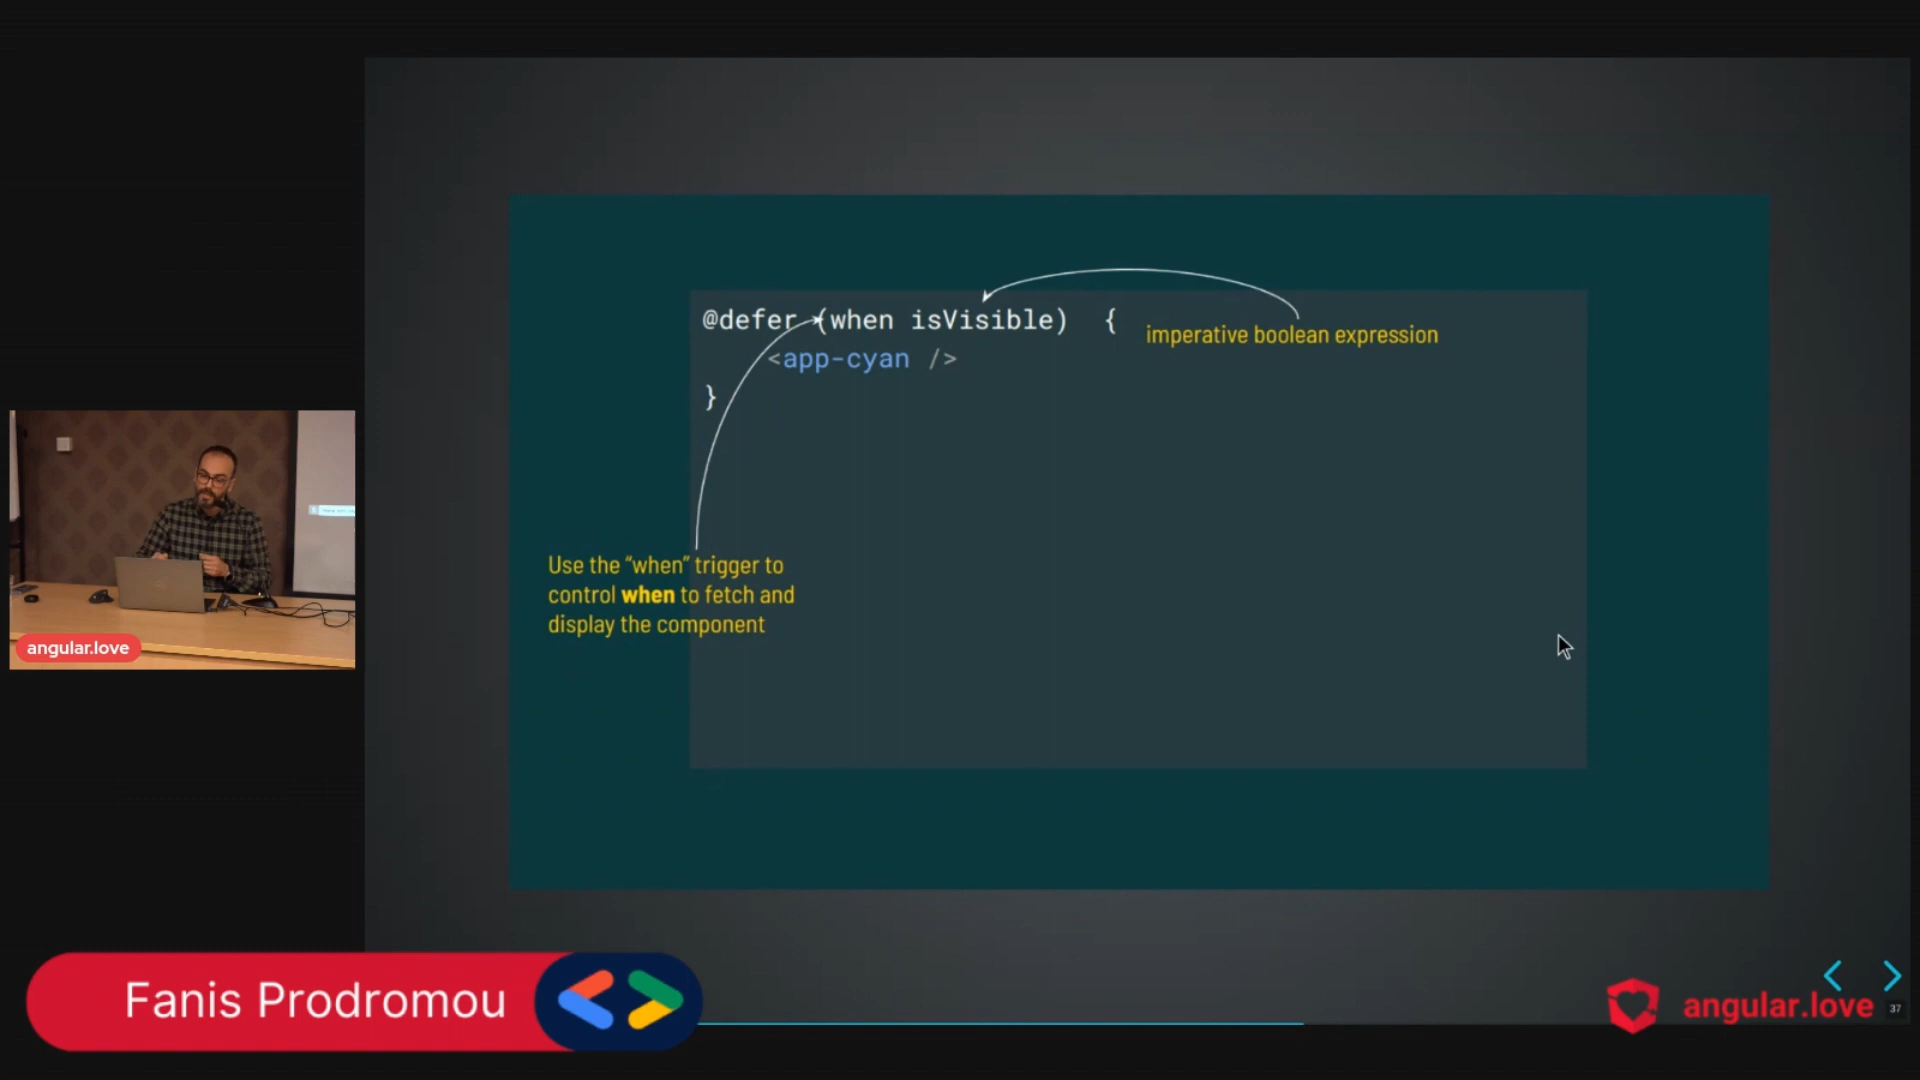 @defer (when isVisible) {
imperative boolean expression
<app-cyan />
}
Use the “when” trigger to
control when to fetch and
display the component
angular.love
Fanis Prodromou
angular.love
37